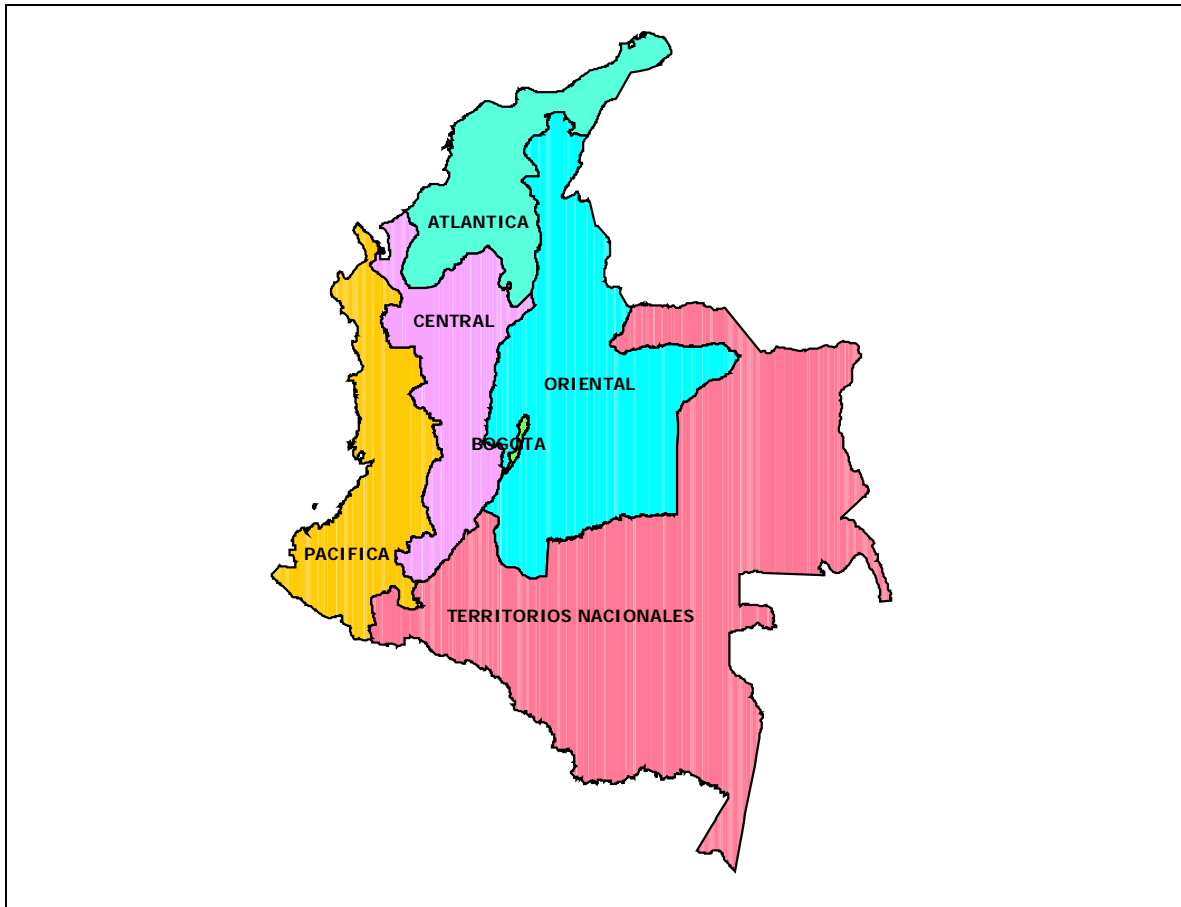 ATLANTICA
CENTRAL
ORIENTAL
BOGOTA
PACIFICA
TERRITORIOS NACIONALES